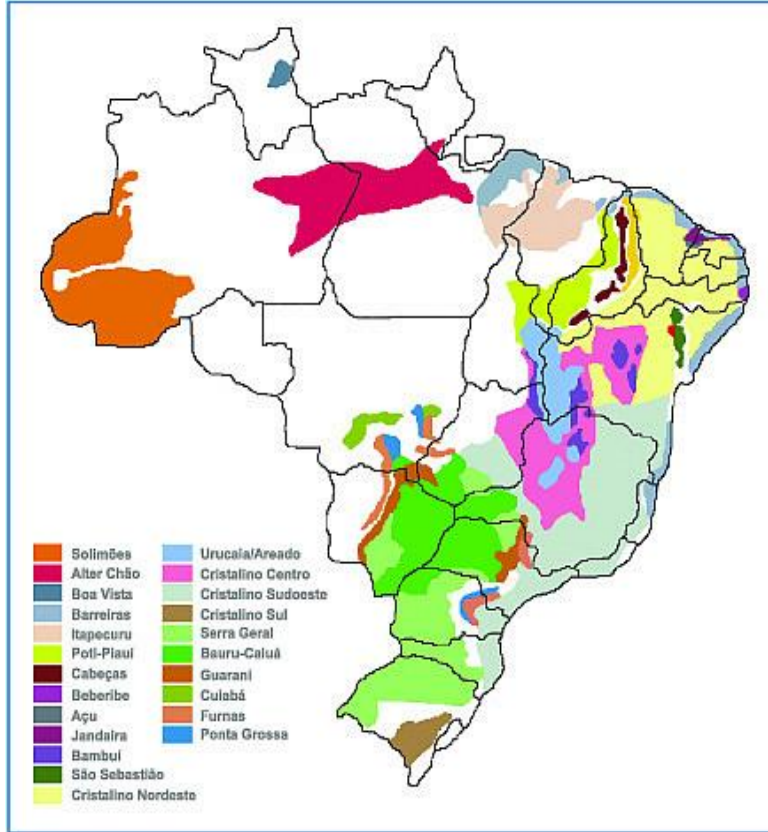 Solimões
Alter Chão
Boa Vista
Barreiras
Itapecuru
Poti-Piauí
Cabeças
Beberibe
Açu
Jandaíra
Bambuí
São Sebastião
Cristalino Nordeste
Urucaia/Areado
Cristalino Centro
Cristalino Sudoeste
Cristalino Sul
Serra Geral
Bauru-Caiuá
Guarani
Cuiabá
Furnas
Ponta Grossa